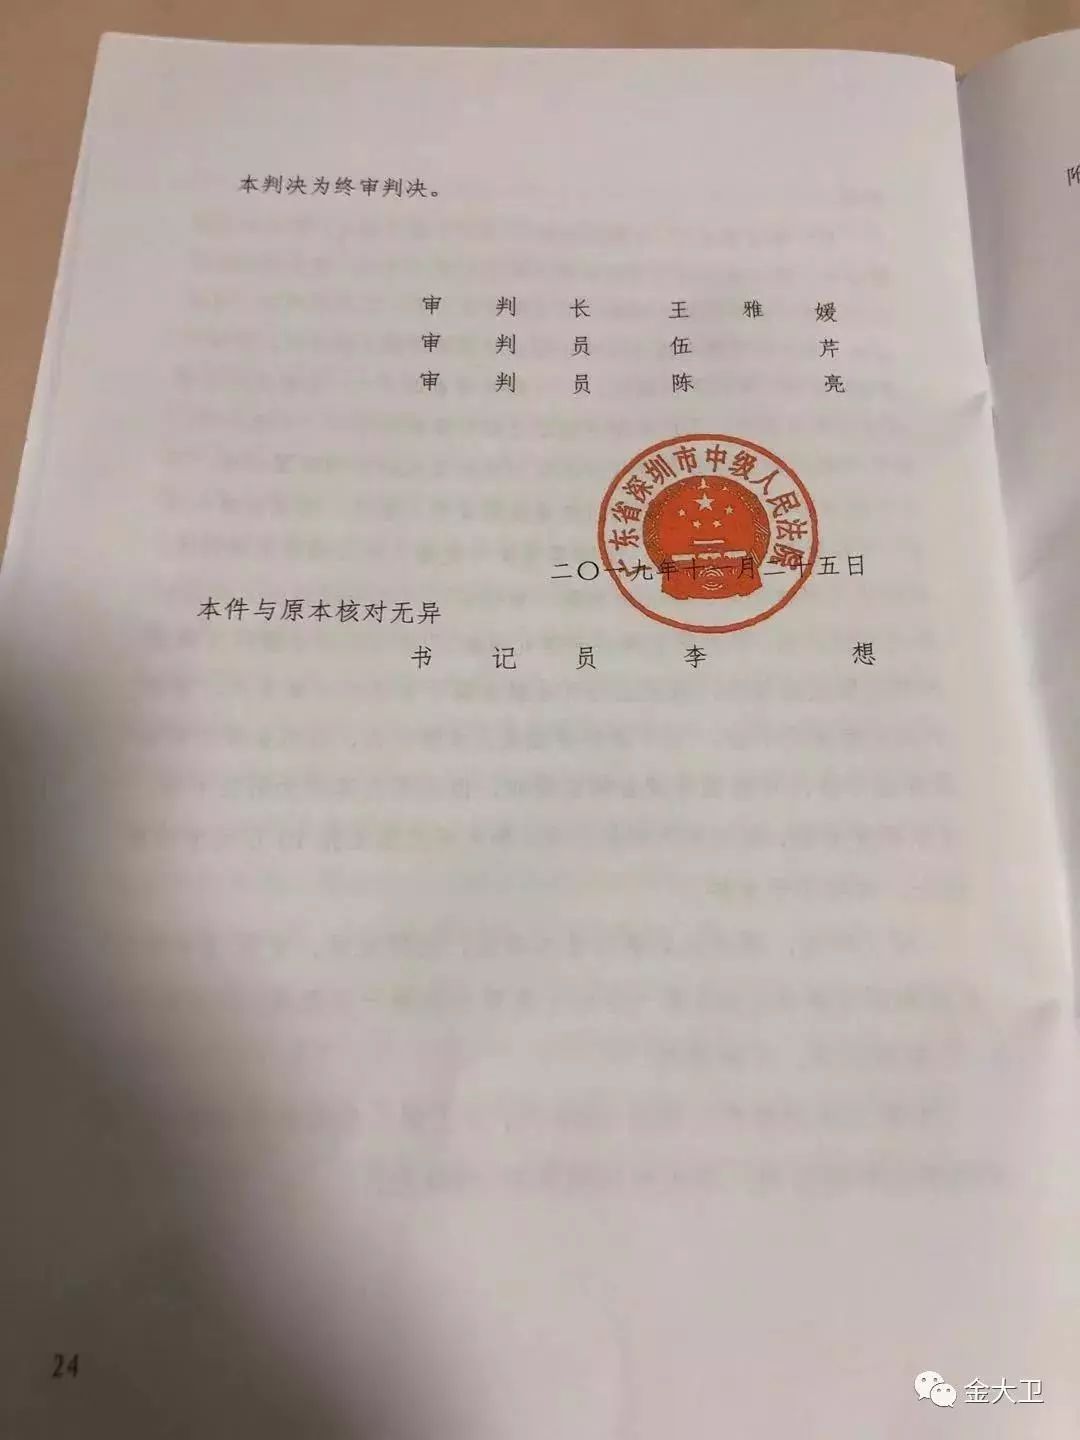 本判决为终审判决。
审 判 长 王 雅 媛
审 判 员 伍 芹
审 判 员 陈 亮
广东省深圳市中级人民法院
二〇一九年十一月二十五日
本件与原本核对无异
书 记 员 李 想
附
24
金大卫